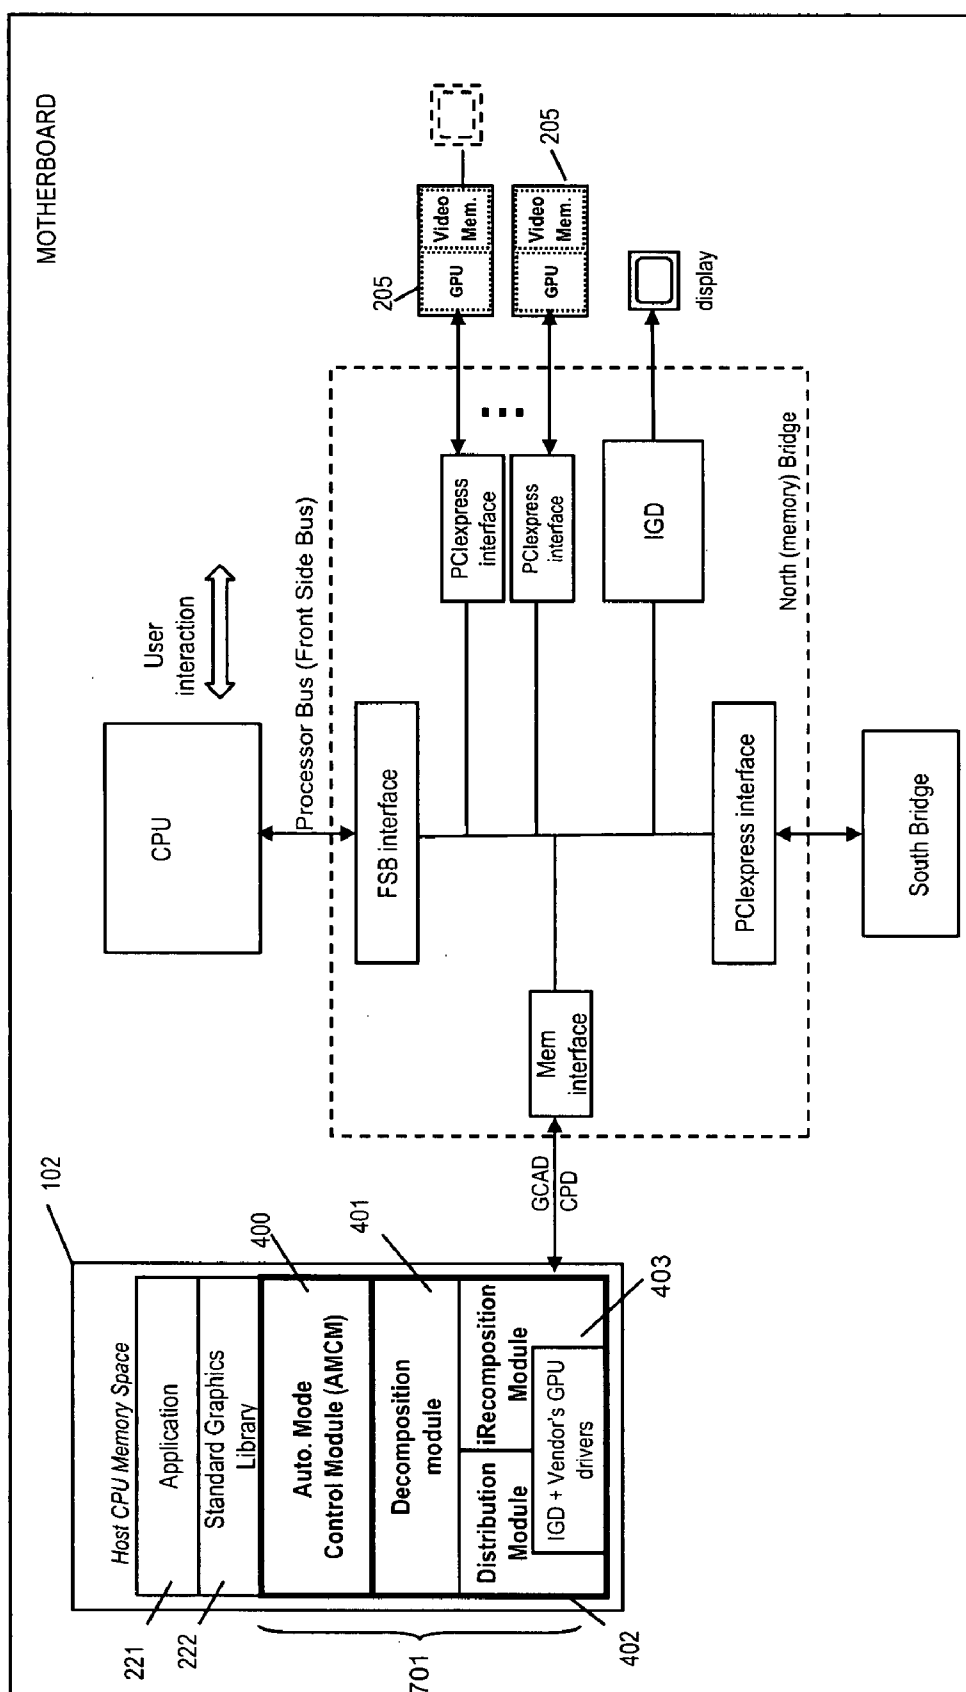 MOTHERBOARD
102
Host CPU Memory Space
Application
221
Standard Graphics
Library
222
Auto. Mode
Control Module (AMCM)
400
Decomposition
module
401
Distribution
Module
iRecomposition
Module
IGD + Vendor's GPU
drivers
403
402
701
GCAD
CPD
CPU
User
interaction
Processor Bus (Front Side Bus)
FSB interface
Mem
interface
PCIexpress
interface
PCIexpress
interface
IGD
PCIexpress interface
North (memory) Bridge
South Bridge
205
GPU
Video
Mem.
205
GPU
Video
Mem.
display